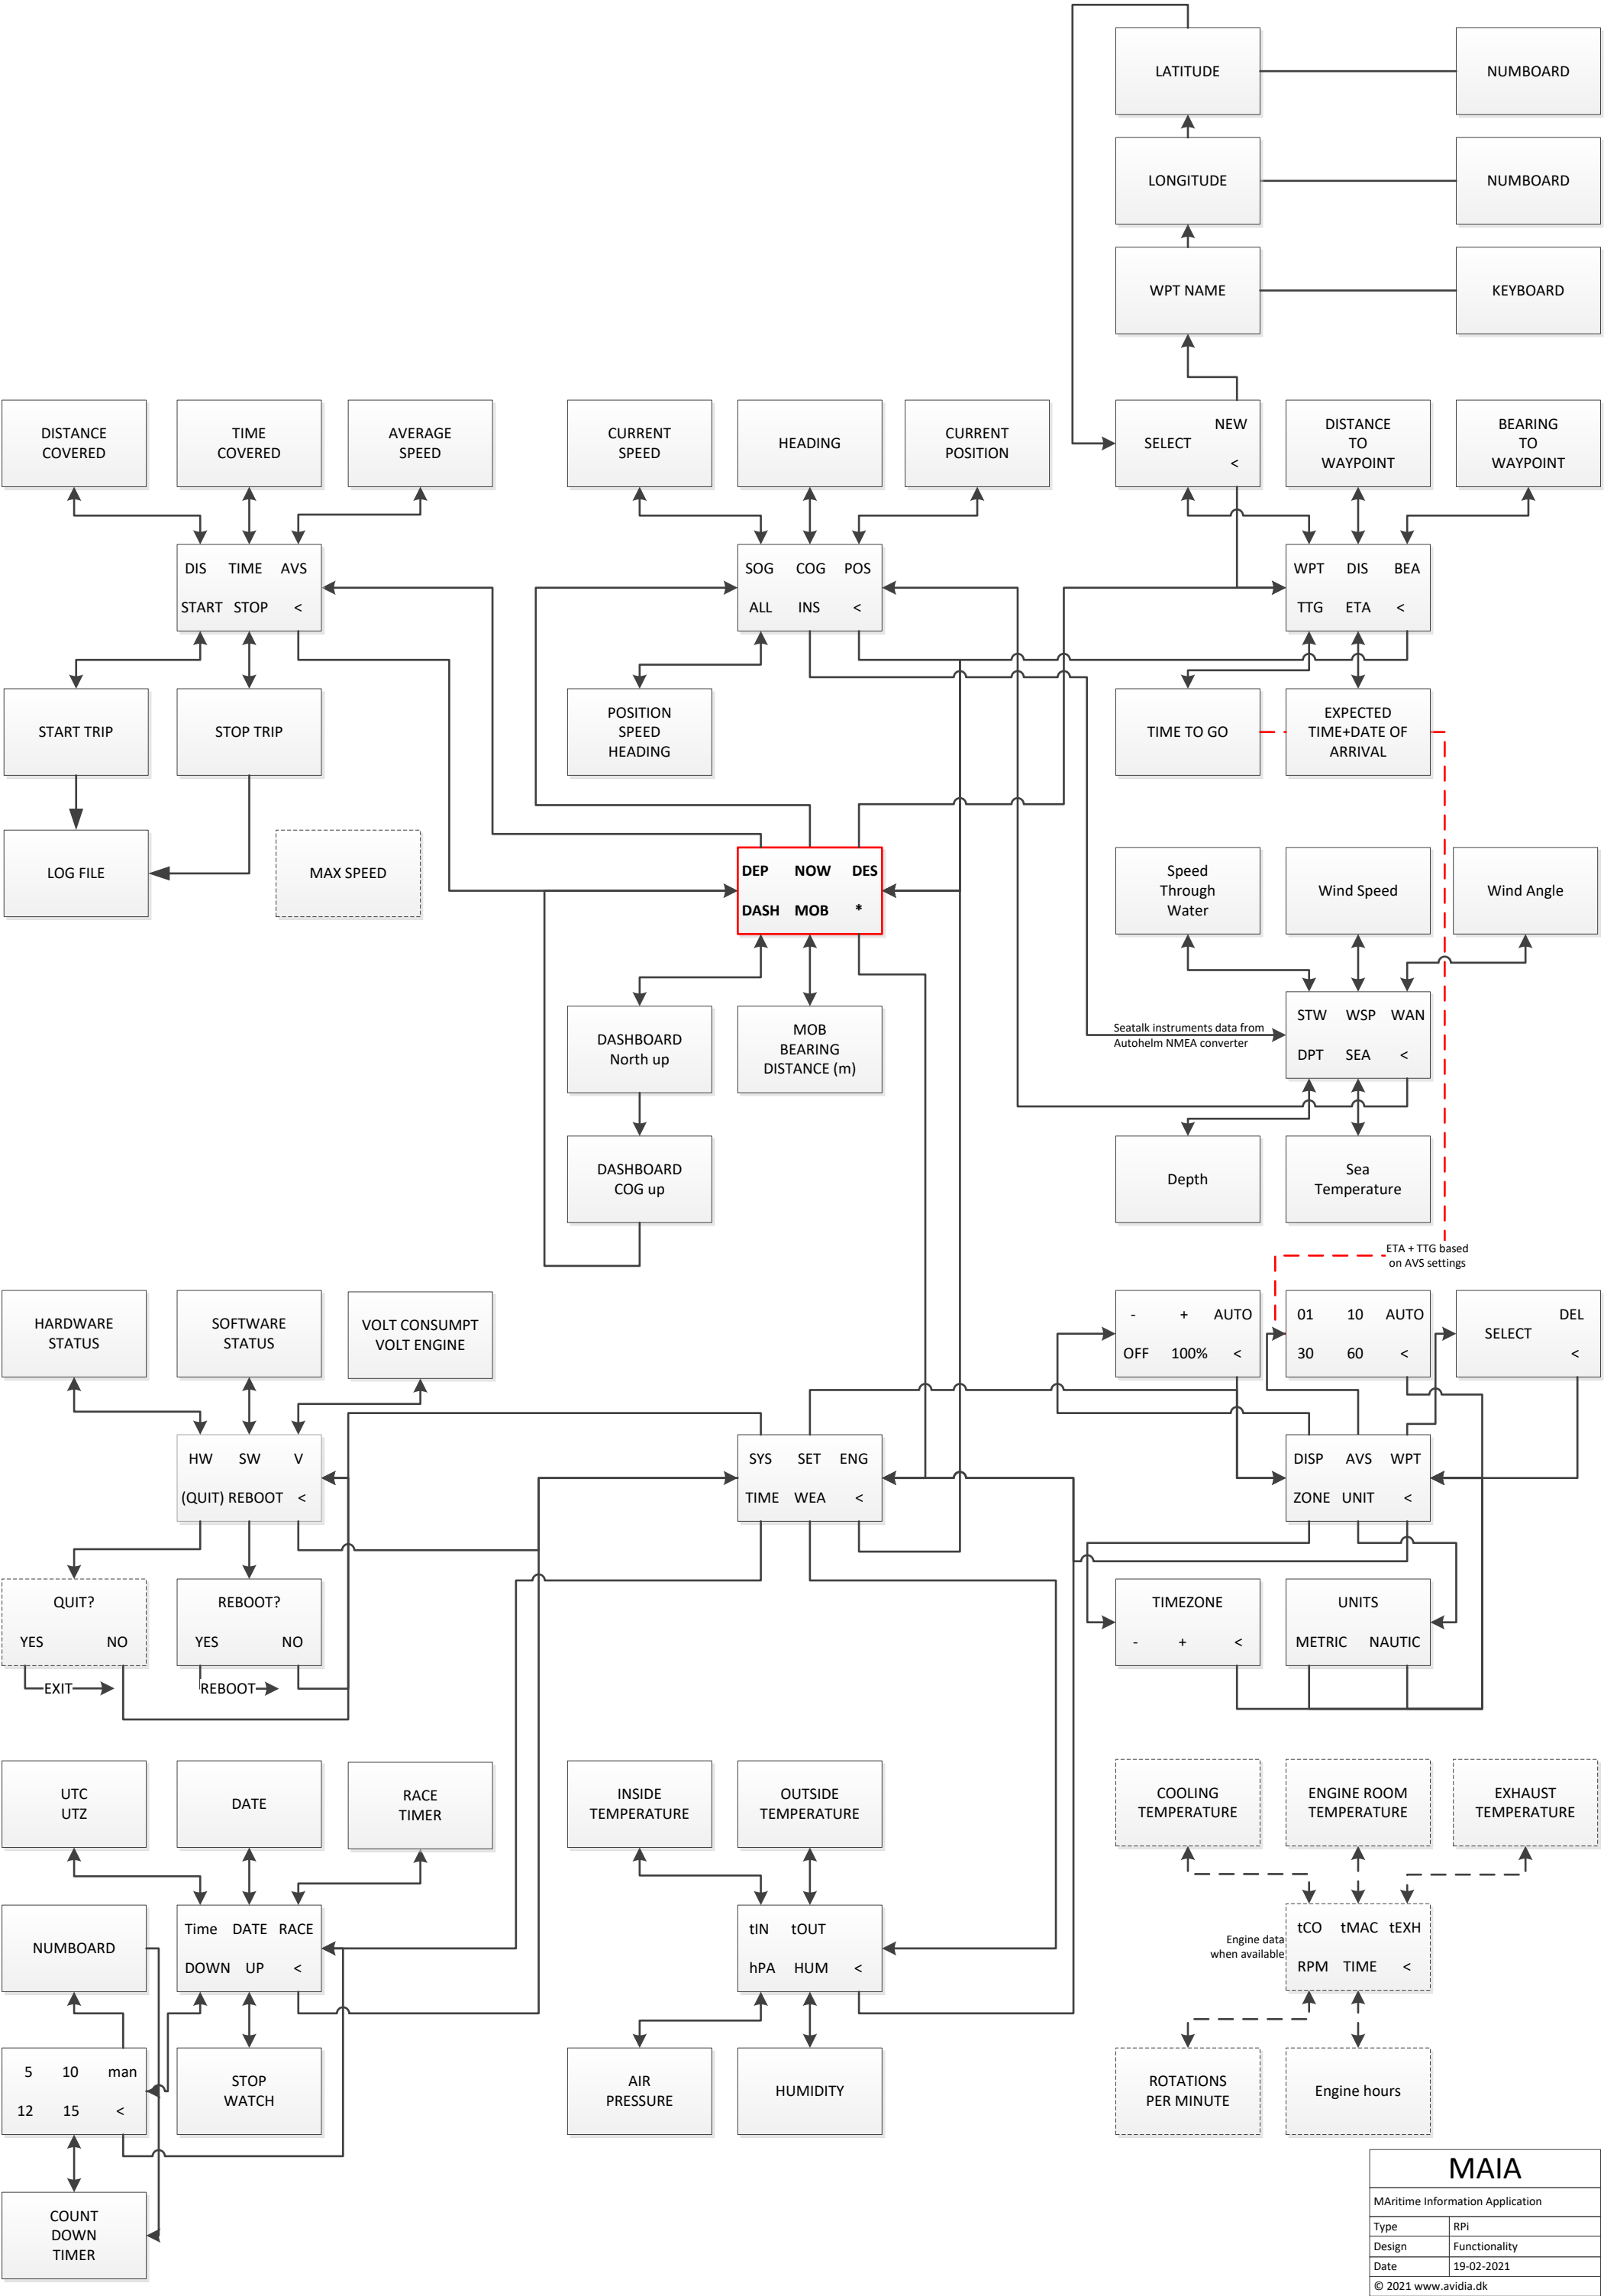 LATITUDE
NUMBOARD
LONGITUDE
NUMBOARD
WPT NAME
KEYBOARD
DISTANCE
COVERED
TIME
COVERED
AVERAGE
SPEED
CURRENT
SPEED
HEADING
CURRENT
POSITION
NEW
SELECT
<
DISTANCE
TO
WAYPOINT
BEARING
TO
WAYPOINT
DIS TIME AVS
START STOP <
SOG COG POS
ALL INS <
WPT DIS BEA
TTG ETA <
START TRIP
STOP TRIP
POSITION
SPEED
HEADING
TIME TO GO
EXPECTED
TIME+DATE OF
ARRIVAL
LOG FILE
MAX SPEED
DEP NOW DES
DASH MOB *
Speed
Through
Water
Wind Speed
Wind Angle
DASHBOARD
North up
MOB
BEARING
DISTANCE (m)
Seatalk instruments data from
Autohelm NMEA converter
STW WSP WAN
DPT SEA <
DASHBOARD
COG up
Depth
Sea
Temperature
ETA + TTG based
on AVS settings
HARDWARE
STATUS
SOFTWARE
STATUS
VOLT CONSUMPT
VOLT ENGINE
- + AUTO
OFF 100% <
01 10 AUTO
30 60 <
DEL
SELECT
<
HW SW V
(QUIT) REBOOT <
SYS SET ENG
TIME WEA <
DISP AVS WPT
ZONE UNIT <
QUIT?
YES NO
EXIT
REBOOT?
YES NO
REBOOT
TIMEZONE
- + <
UNITS
METRIC NAUTIC
UTC
UTZ
DATE
RACE
TIMER
INSIDE
TEMPERATURE
OUTSIDE
TEMPERATURE
COOLING
TEMPERATURE
ENGINE ROOM
TEMPERATURE
EXHAUST
TEMPERATURE
NUMBOARD
Time DATE RACE
DOWN UP <
tIN tOUT
hPA HUM <
Engine data
when available
tCO tMAC tEXH
RPM TIME <
5 10 man
12 15 <
STOP
WATCH
AIR
PRESSURE
HUMIDITY
ROTATIONS
PER MINUTE
Engine hours
COUNT
DOWN
TIMER
MAIA
MAritime Information Application
Type RPi
Design Functionality
Date 19-02-2021
© 2021 www.avidia.dk